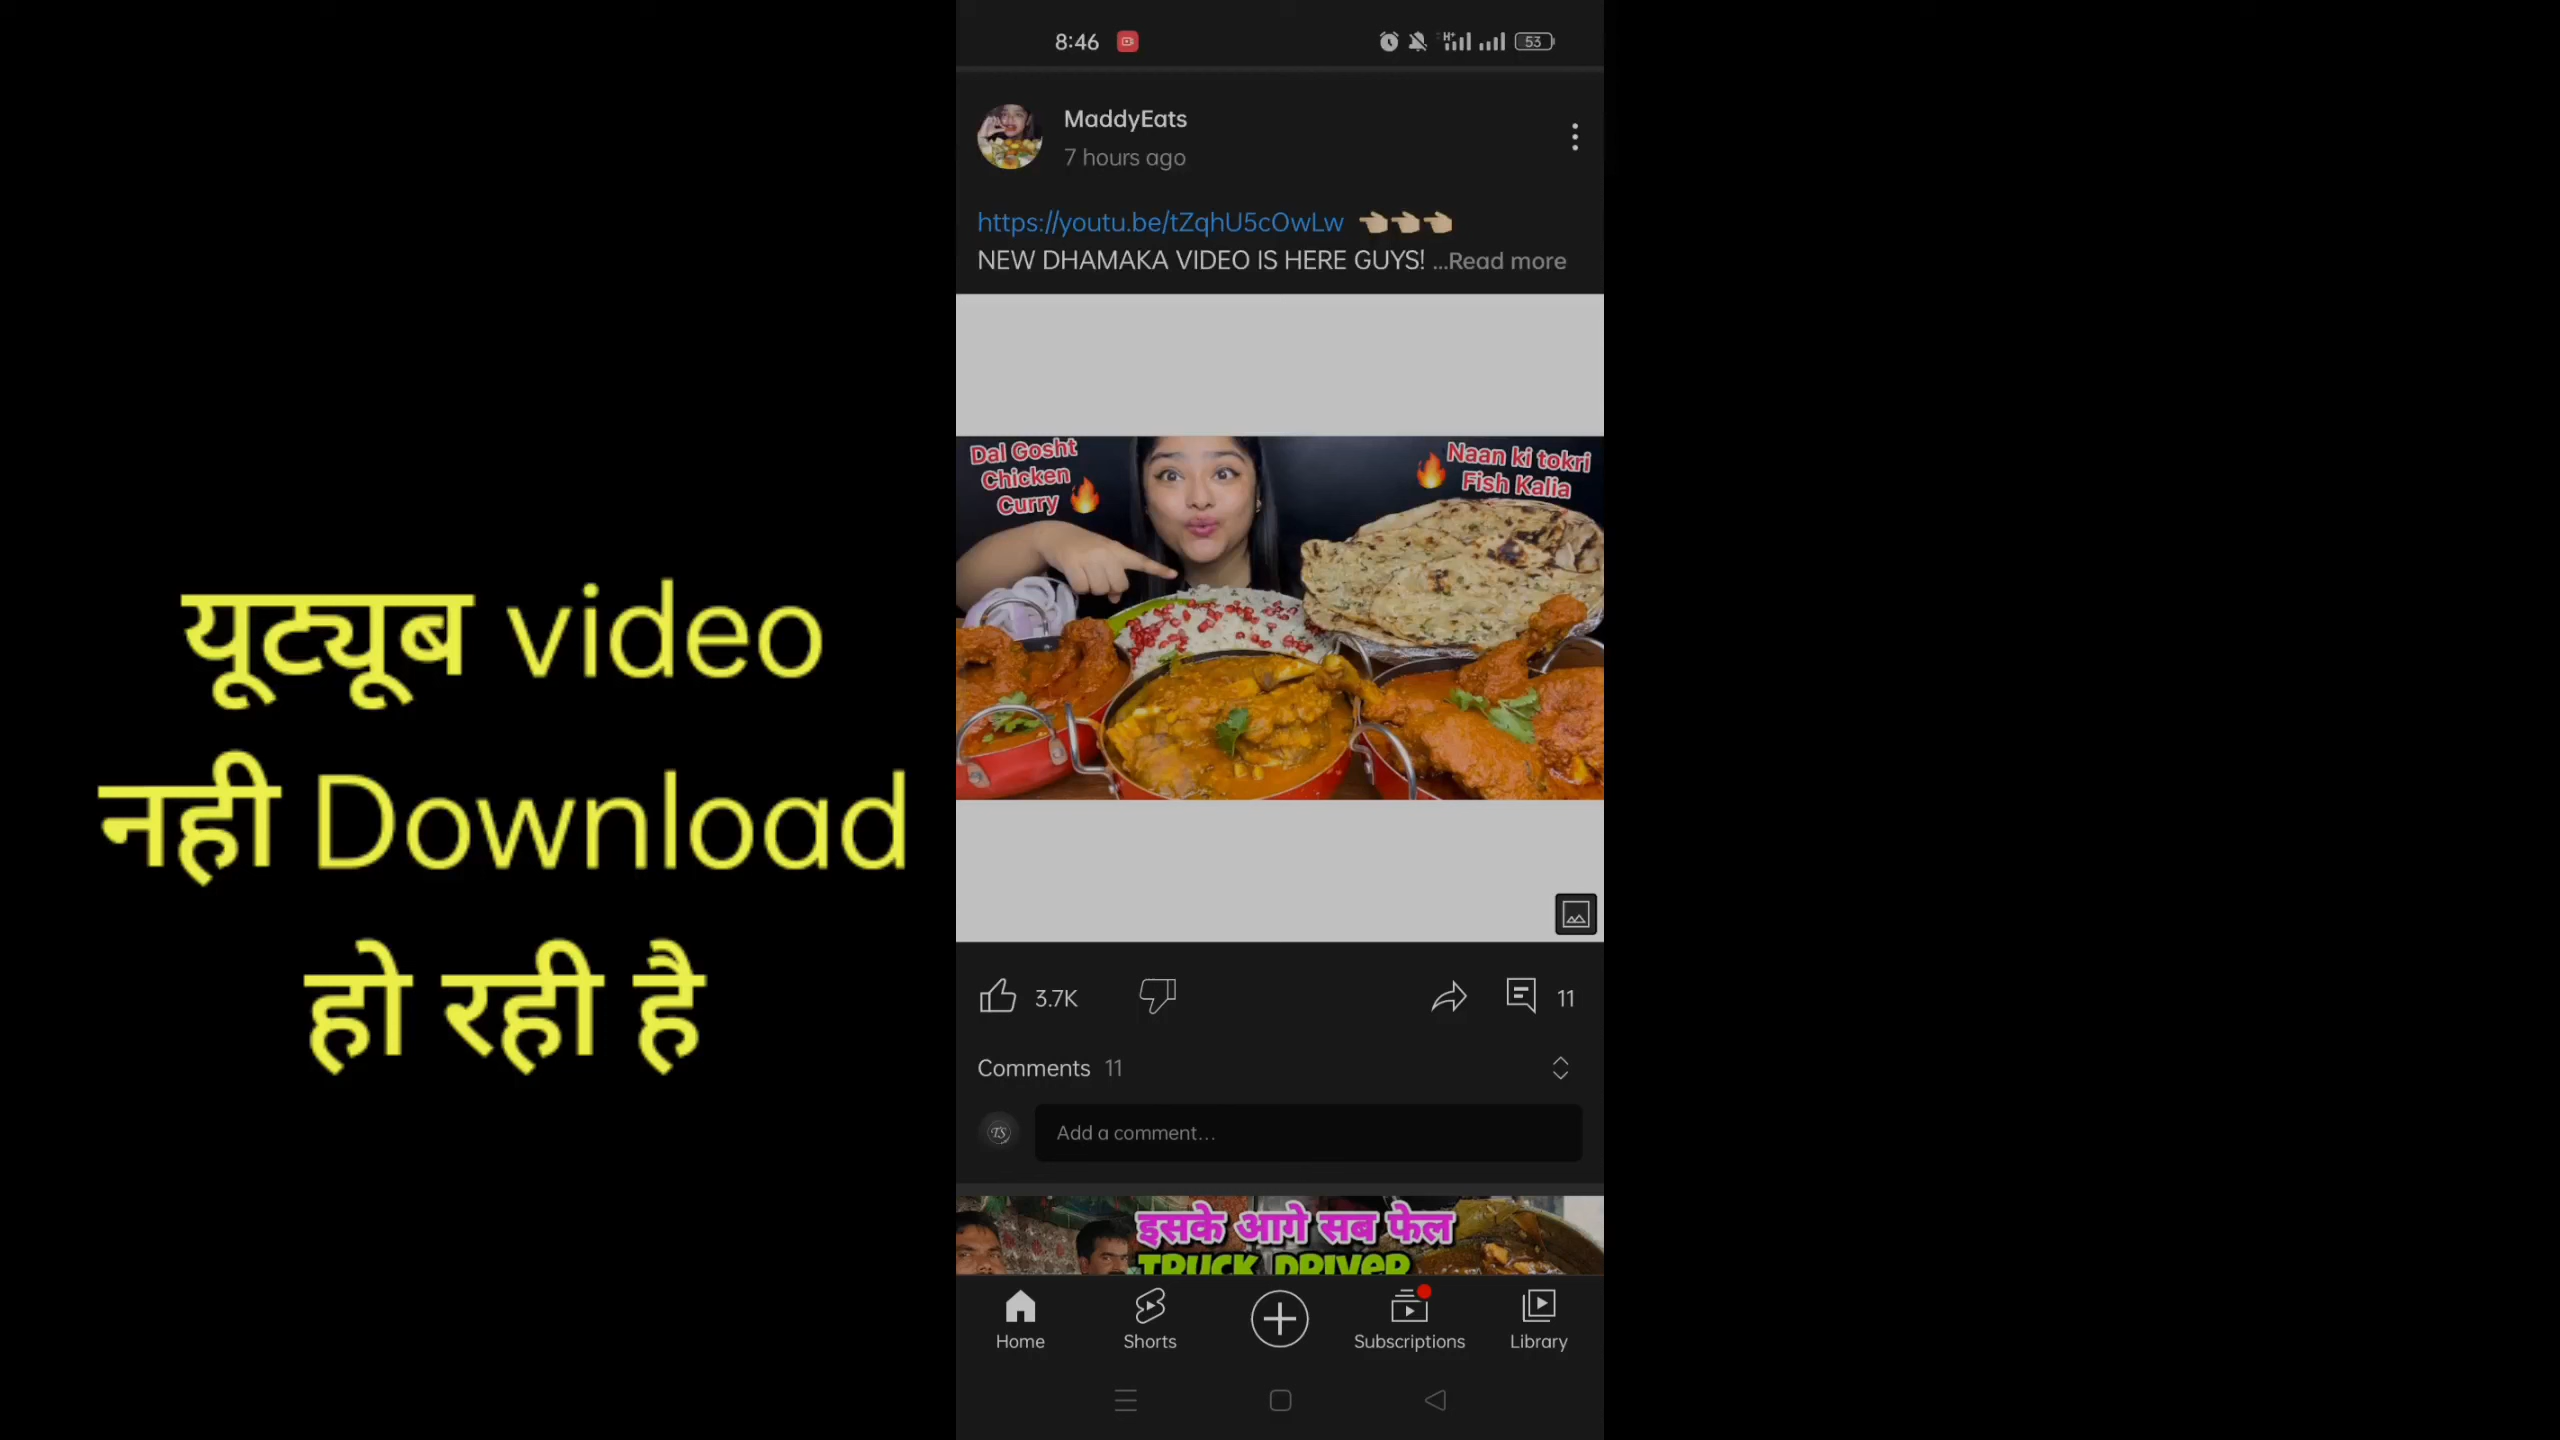 यूट्यूब video
नही Download
हो रही है
8:46
H+
53
MaddyEats
7 hours ago
https://youtu.be/tZqhU5cOwLw
NEW DHAMAKA VIDEO IS HERE GUYS! ...Read more
Dal Gosht
Chicken
Curry
Naan ki tokri
Fish Kalia
3.7K
11
Comments 11
TS
Add a comment...
इसके आगे सब फेल
TRUCK DRIVER
Home
Shorts
Subscriptions
Library